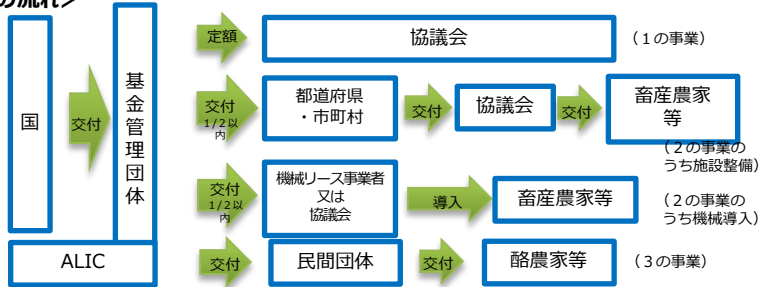 の流れ＞
国
交付
基金管理団体
ALIC
定額
協議会
（１の事業）
交付
1/2以
内
都道府県
・市町村
交付
協議会
交付
畜産農家
等
（２の事業の
うち施設整備）
交付
1/2以
内
機械リース事業者
又は
協議会
導入
畜産農家等
（２の事業の
うち機械導入）
交付
民間団体
交付
酪農家等
（３の事業）